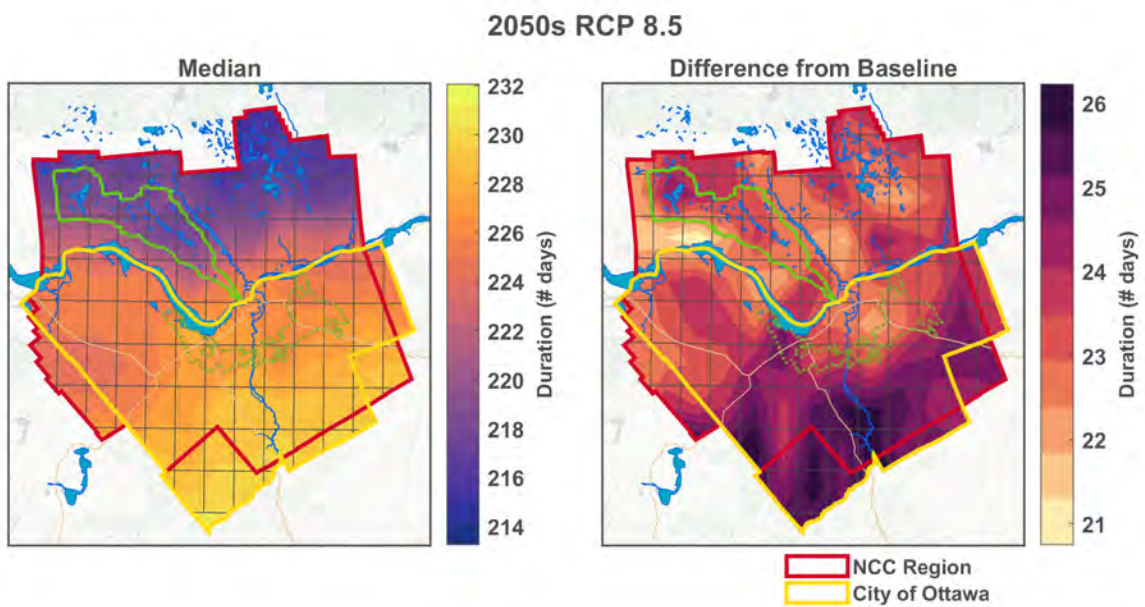 2050s RCP 8.5
Median
Difference from Baseline
232
230
228
226
224
222
220
218
216
214
Duration (# days)
26
25
24
23
22
21
Duration (# days)
NCC Region
City of Ottawa